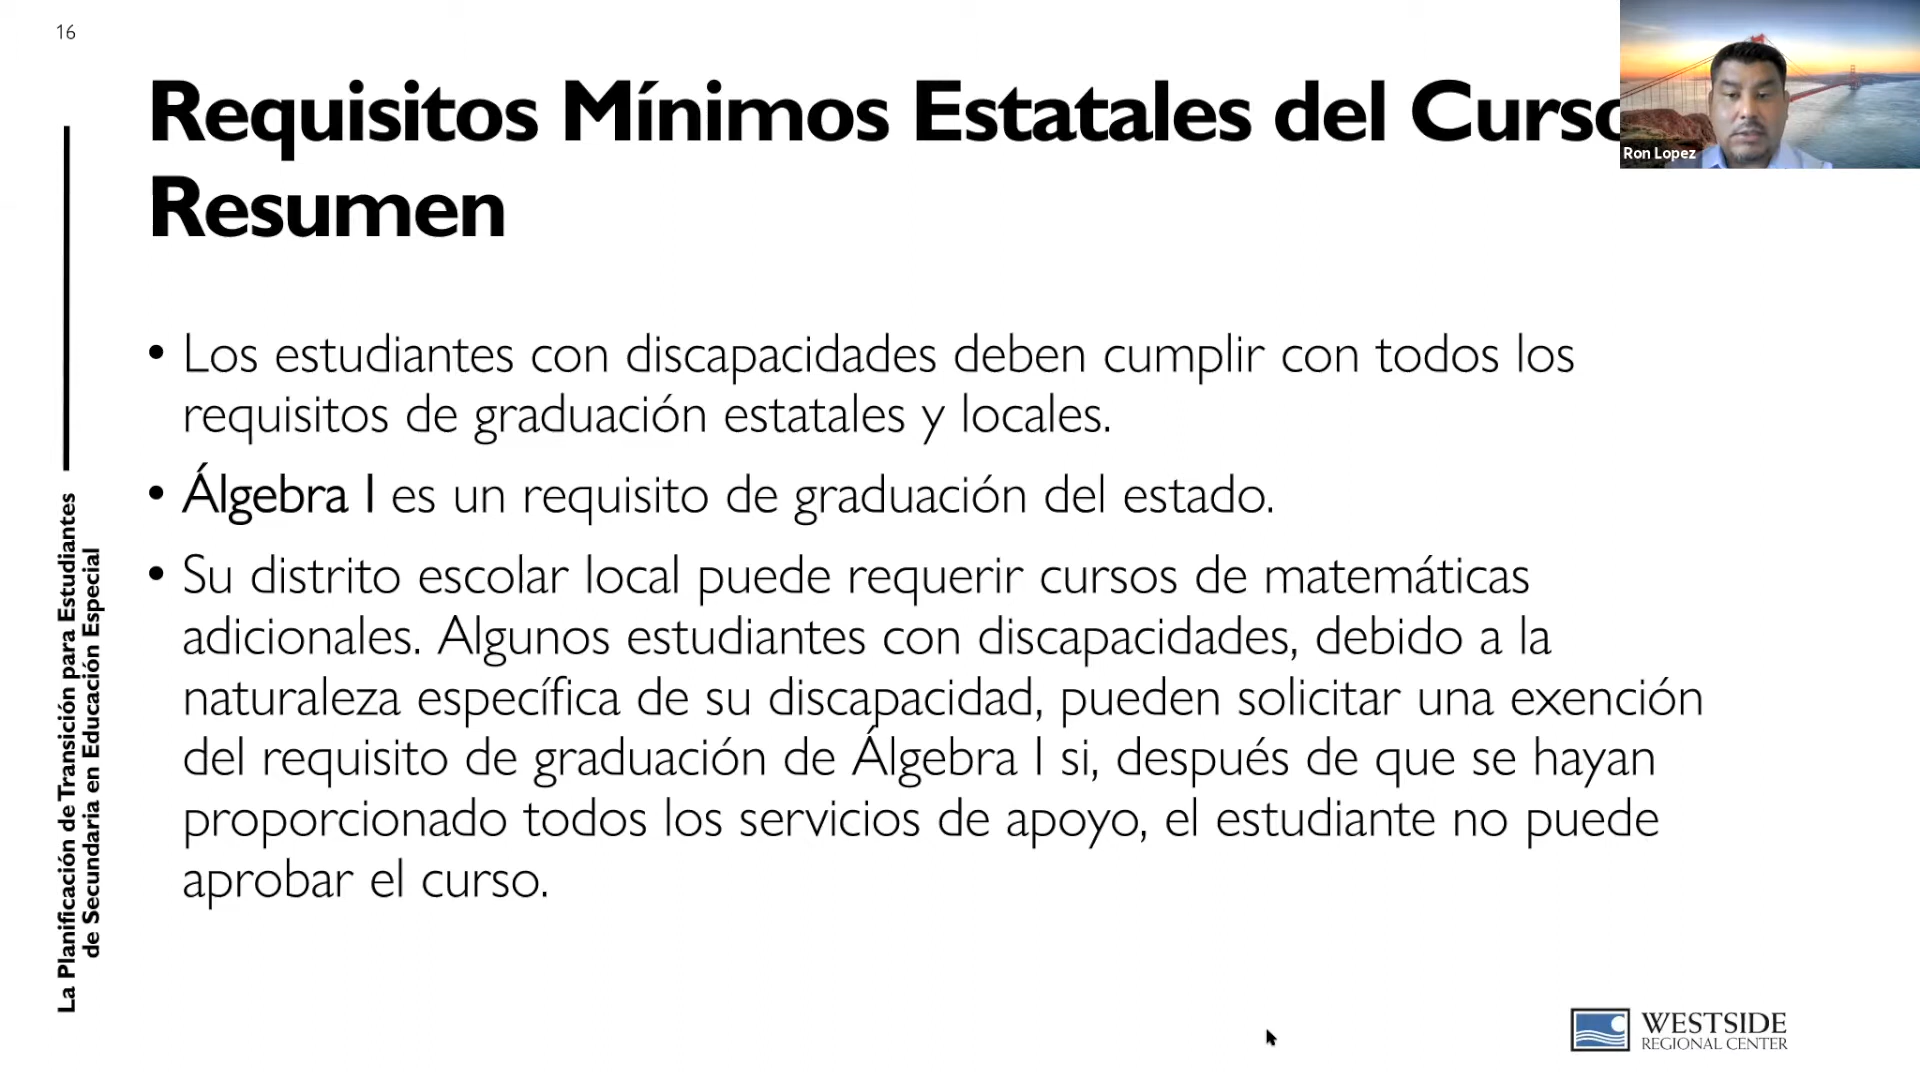 16
Requisitos Mínimos Estatales del Curso
Resumen
Ron Lopez
• Los estudiantes con discapacidades deben cumplir con todos los
requisitos de graduación estatales y locales.
• Álgebra I es un requisito de graduación del estado.
• Su distrito escolar local puede requerir cursos de matemáticas
adicionales. Algunos estudiantes con discapacidades, debido a la
naturaleza específica de su discapacidad, pueden solicitar una exención
del requisito de graduación de Álgebra I si, después de que se hayan
proporcionado todos los servicios de apoyo, el estudiante no puede
aprobar el curso.
La Planificación de Transición para Estudiantes
de Secundaria en Educación Especial
WESTSIDE
REGIONAL CENTER